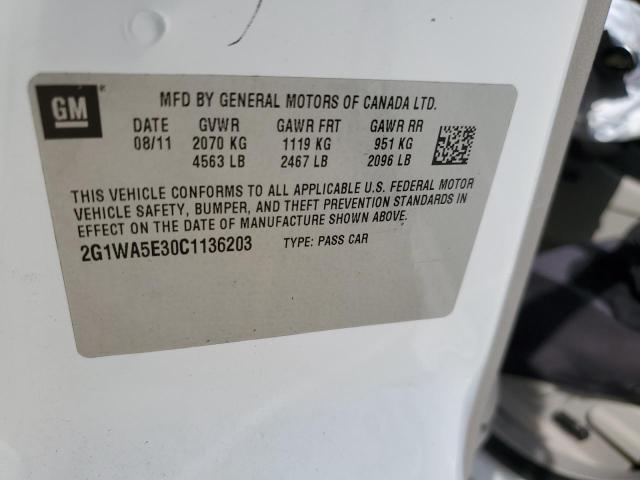 GM
MFD BY GENERAL MOTORS OF CANADA LTD.
DATE GVWR GAWR FRT GAWR RR
08/11 2070 KG 1119 KG 951 KG
4563 LB 2467 LB 2096 LB
THIS VEHICLE CONFORMS TO ALL APPLICABLE U.S. FEDERAL MOTOR
VEHICLE SAFETY, BUMPER, AND THEFT PREVENTION STANDARDS IN
EFFECT ON THE DATE OF MANUFACTURE SHOWN ABOVE.
2G1WA5E30C1136203 TYPE: PASS CAR